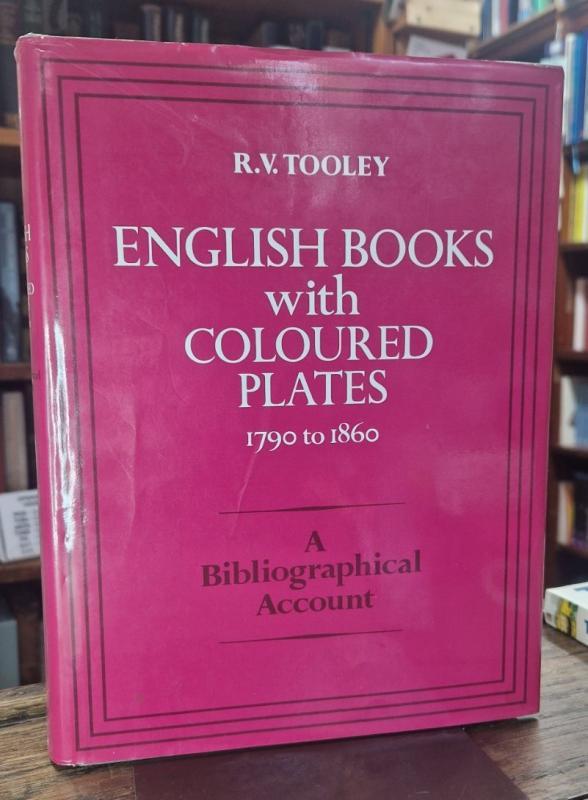 R.V. TOOLEY
ENGLISH BOOKS
with
COLOURED
PLATES
1790 to 1860
A
Bibliographical
Account